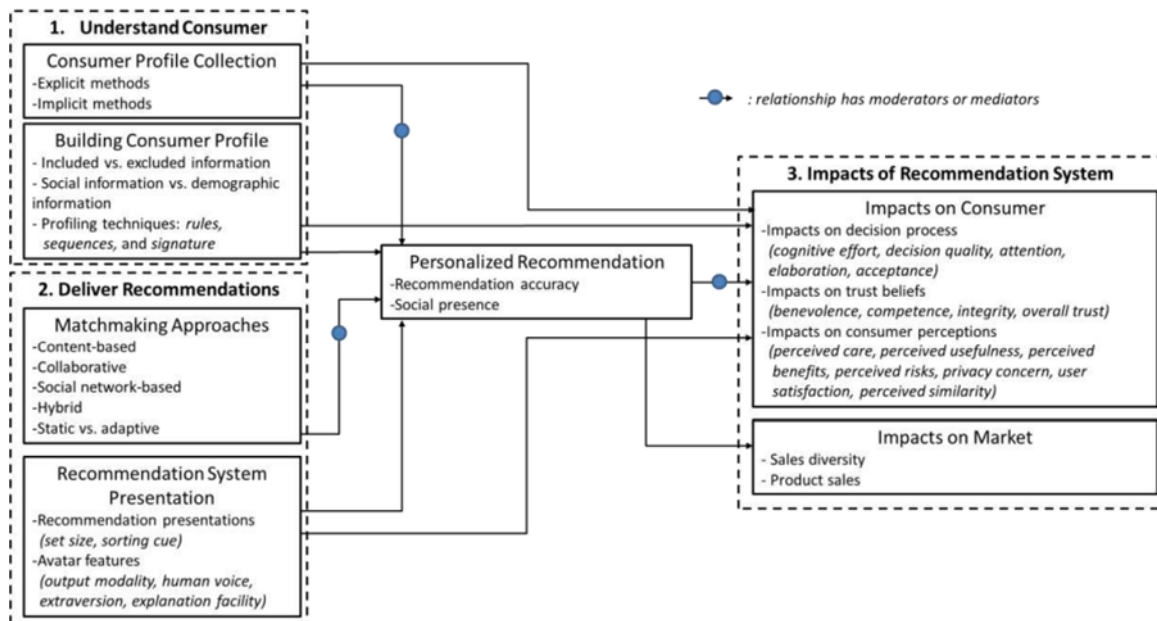 1. Understand Consumer
Consumer Profile Collection
-Explicit methods
-Implicit methods
Building Consumer Profile
- Included vs. excluded information
- Social information vs. demographic
information
- Profiling techniques: rules,
sequences, and signature
2. Deliver Recommendations
Matchmaking Approaches
-Content-based
-Collaborative
-Social network-based
-Hybrid
-Static vs. adaptive
Recommendation System
Presentation
-Recommendation presentations
(set size, sorting cue)
-Avatar features
(output modality, human voice,
extraversion, explanation facility)
Personalized Recommendation
-Recommendation accuracy
-Social presence
: relationship has moderators or mediators
3. Impacts of Recommendation System
Impacts on Consumer
-Impacts on decision process
(cognitive effort, decision quality, attention,
elaboration, acceptance)
-Impacts on trust beliefs
(benevolence, competence, integrity, overall trust)
-Impacts on consumer perceptions
(perceived care, perceived usefulness, perceived
benefits, perceived risks, privacy concern, user
satisfaction, perceived similarity)
Impacts on Market
- Sales diversity
- Product sales